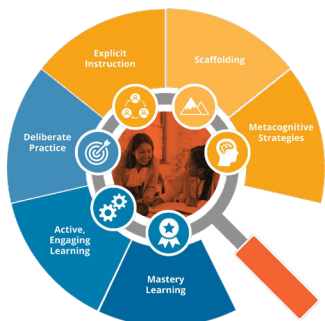 Explicit
Instruction
Scaffolding
Metacognitive
Strategies
Deliberate
Practice
Active,
Engaging
Learning
Mastery
Learning